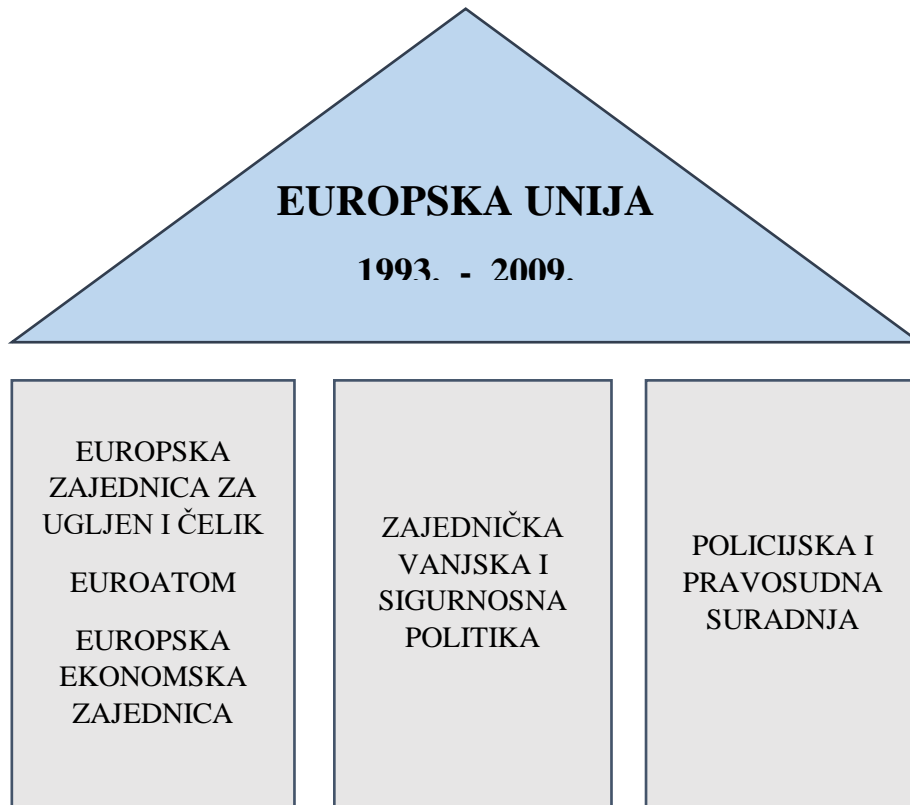 EUROPSKA UNIJA
1993. - 2009.
EUROPSKA
ZAJEDNICA ZA
UGLJEN I ČELIK
EUROATOM
EUROPSKA
EKONOMSKA
ZAJEDNICA
ZAJEDNIČKA
VANJSKA I
SIGURNOSNA
POLITIKA
POLICIJSKA I
PRAVOSUDNA
SURADNJA